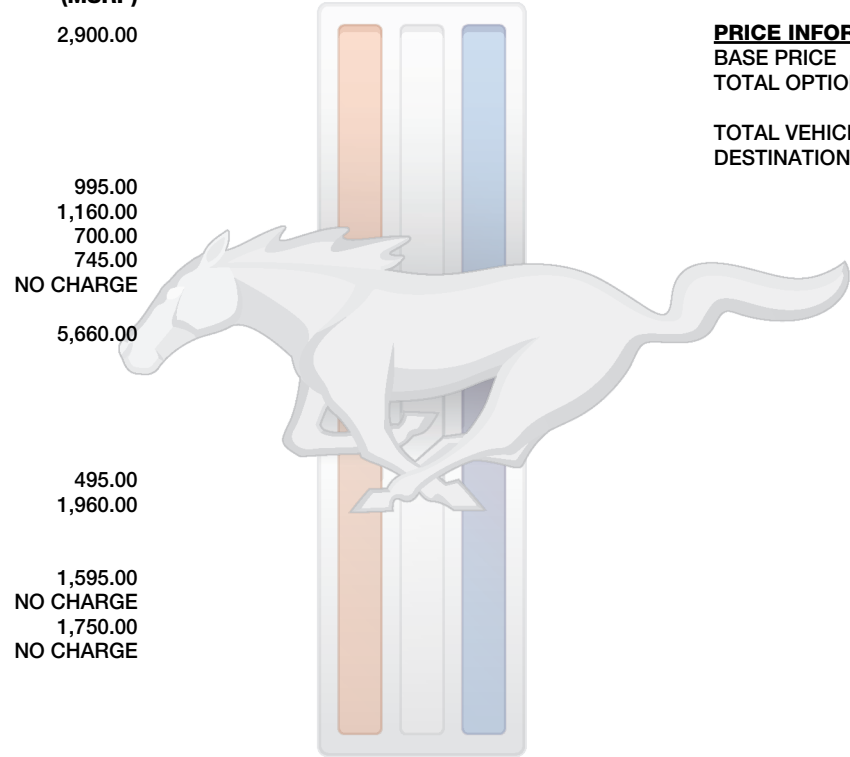 (MSRP)
2,900.00
995.00
1,160.00
700.00
745.00
NO CHARGE
5,660.00
495.00
1,960.00
1,595.00
NO CHARGE
1,750.00
NO CHARGE
PRICE INFOR
BASE PRICE
TOTAL OPTIO
TOTAL VEHIC
DESTINATION